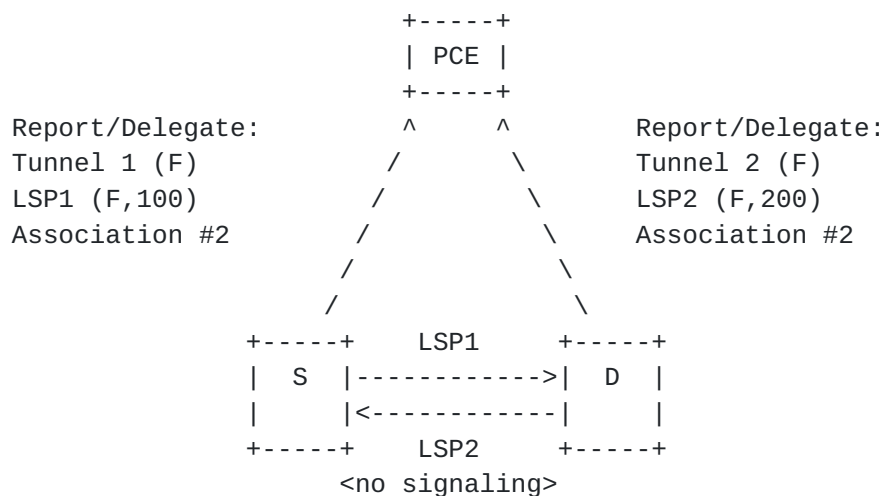 +-----+
                       | PCE |
                       +-----+
Report/Delegate:        ^     ^       Report/Delegate:
Tunnel 1 (F)           /       \      Tunnel 2 (F)
LSP1 (F,100)          /         \     LSP2 (F,200)
Association #2       /           \    Association #2
                    /             \
                   /               \
              +-----+    LSP1    +-----+
              |  S  |------------>|  D  |
              |     |<------------|     |
              +-----+    LSP2    +-----+
                   <no signaling>